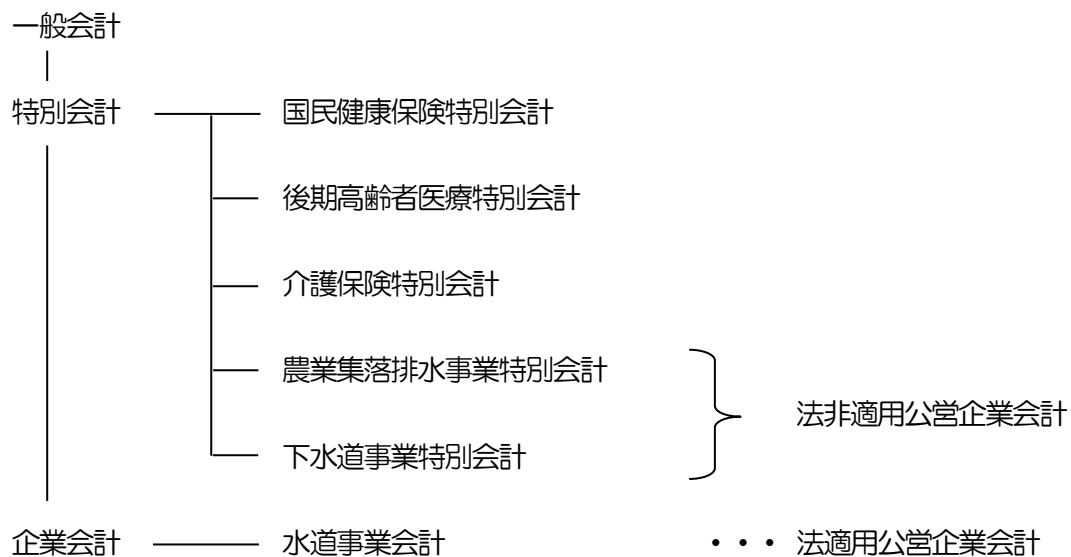 一般会計
特別会計 国民健康保険特別会計
後期高齢者医療特別会計
介護保険特別会計
農業集落排水事業特別会計
法非適用公営企業会計
下水道事業特別会計
企業会計 水道事業会計 ・・・ 法適用公営企業会計